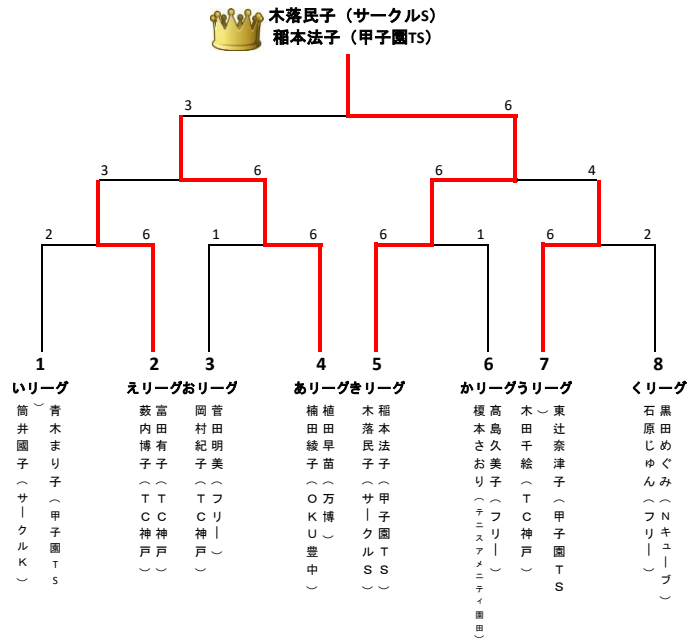 木落民子（サークルS）
稲本法子（甲子園TS）
3 6
3 6 6 4
2 6 1 6 6 1 6 2
1 2 3 4 5 6 7 8
いリーグ えリーグ おリーグ あリーグ きリーグ かリーグ うリーグ くリーグ
青木まり子（甲子園TS）
筒井國子（サークルK）
富田有子（TC神戸）
薮内博子（TC神戸）
菅田明美（フリー）
岡村紀子（TC神戸）
植田早苗（万博）
楠田綾子（OKU豊中）
稲本法子（甲子園TS）
木落民子（サークルS）
髙島久美子（フリー）
榎本さおり（テニスアメニティ園田）
東辻奈津子（甲子園TS）
木田千絵（TC神戸）
黒田めぐみ（Nキューブ）
石原じゅん（フリー）